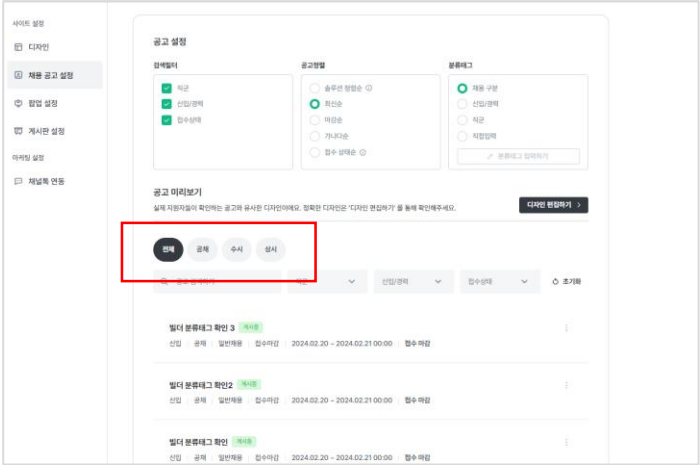 사이트 설정
디자인
채용 공고 설정
팝업 설정
게시판 설정
마케팅 설정
채널톡 연동
공고 설정
검색필터
직군
신입/경력
접수상태
공고정렬
솔루션 정렬순
최신순
마감순
가나다순
접수 상태순
분류태그
채용 구분
신입/경력
직군
직접입력
분류태그 입력하기
공고 미리보기
실제 지원자들이 확인하는 공고와 유사한 디자인이에요. 정확한 디자인은 '디자인 편집하기' 를 통해 확인해주세요.
디자인 편집하기 >
전체 공채 수시 상시
공고 검색하기 직군 신입/경력 접수상태 초기화
빌더 분류태그 확인 3 게시중
신입 공채 일반채용 접수마감 2024.02.20 ~ 2024.02.21 00:00 접수 마감
빌더 분류태그 확인2 게시중
신입 공채 일반채용 접수마감 2024.02.20 ~ 2024.02.21 00:00 접수 마감
빌더 분류태그 확인 게시중
신입 공채 일반채용 접수마감 2024.02.20 ~ 2024.02.21 00:00 접수 마감